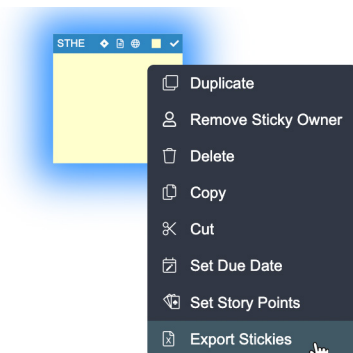 STHE
Duplicate
Remove Sticky Owner
Delete
Copy
Cut
Set Due Date
Set Story Points
Export Stickies